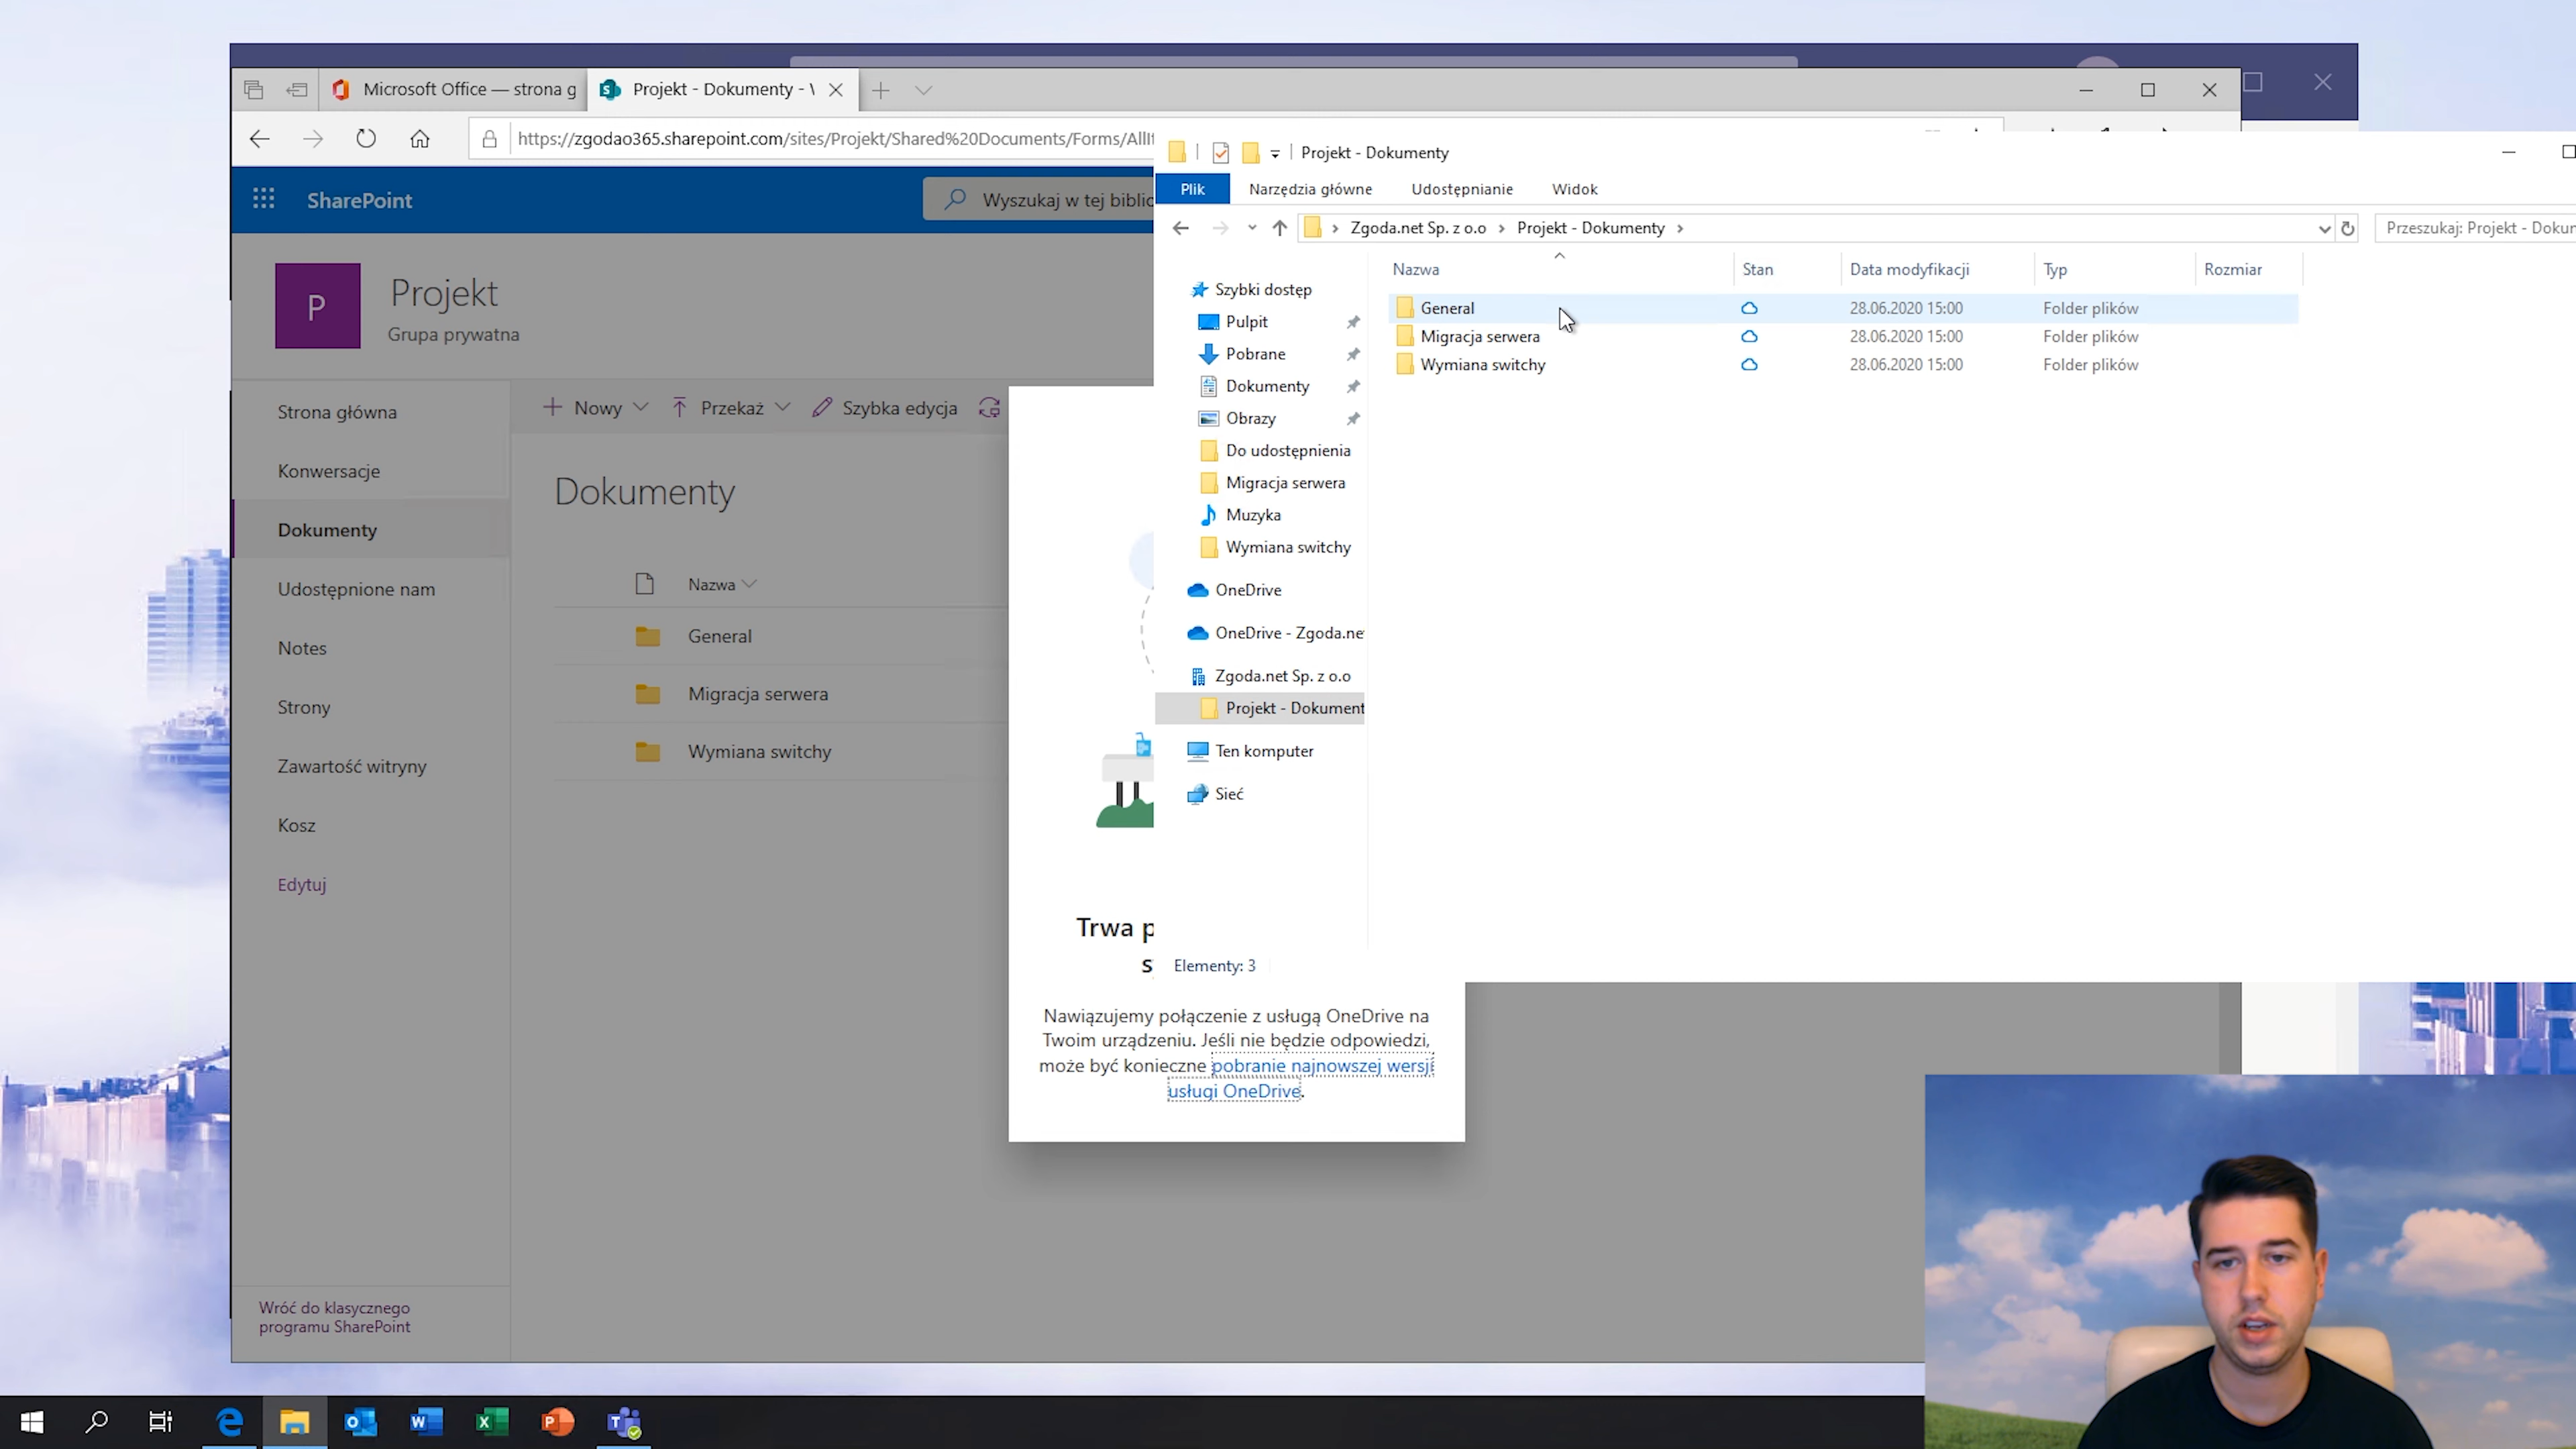 Microsoft Office — strona g
Projekt - Dokumenty - \
https://zgodao365.sharepoint.com/sites/Projekt/Shared%20Documents/Forms/AllIt
SharePoint
Wyszukaj w tej biblic
P
Projekt
Grupa prywatna
Strona główna
Konwersacje
Dokumenty
Udostępnione nam
Notes
Strony
Zawartość witryny
Kosz
Edytuj
Wróć do klasycznego
programu SharePoint
Nowy
Przekaż
Szybka edycja
Dokumenty
Nazwa
General
Migracja serwera
Wymiana switchy
Trwa p
s
Nawiązujemy połączenie z usługą OneDrive na
Twoim urządzeniu. Jeśli nie będzie odpowiedzi,
może być konieczne pobranie najnowszej wersji
usługi OneDrive.
Projekt - Dokumenty
Plik Narzędzia główne Udostępnianie Widok
Zgoda.net Sp. z o.o Projekt - Dokumenty
Przeszukaj: Projekt - Dokun
Szybki dostęp
Pulpit
Pobrane
Dokumenty
Obrazy
Do udostępnienia
Migracja serwera
Muzyka
Wymiana switchy
OneDrive
OneDrive - Zgoda.ne
Zgoda.net Sp. z o.o
Projekt - Dokument
Ten komputer
Sieć
Nazwa Stan Data modyfikacji Typ Rozmiar
General 28.06.2020 15:00 Folder plików
Migracja serwera 28.06.2020 15:00 Folder plików
Wymiana switchy 28.06.2020 15:00 Folder plików
Elementy: 3